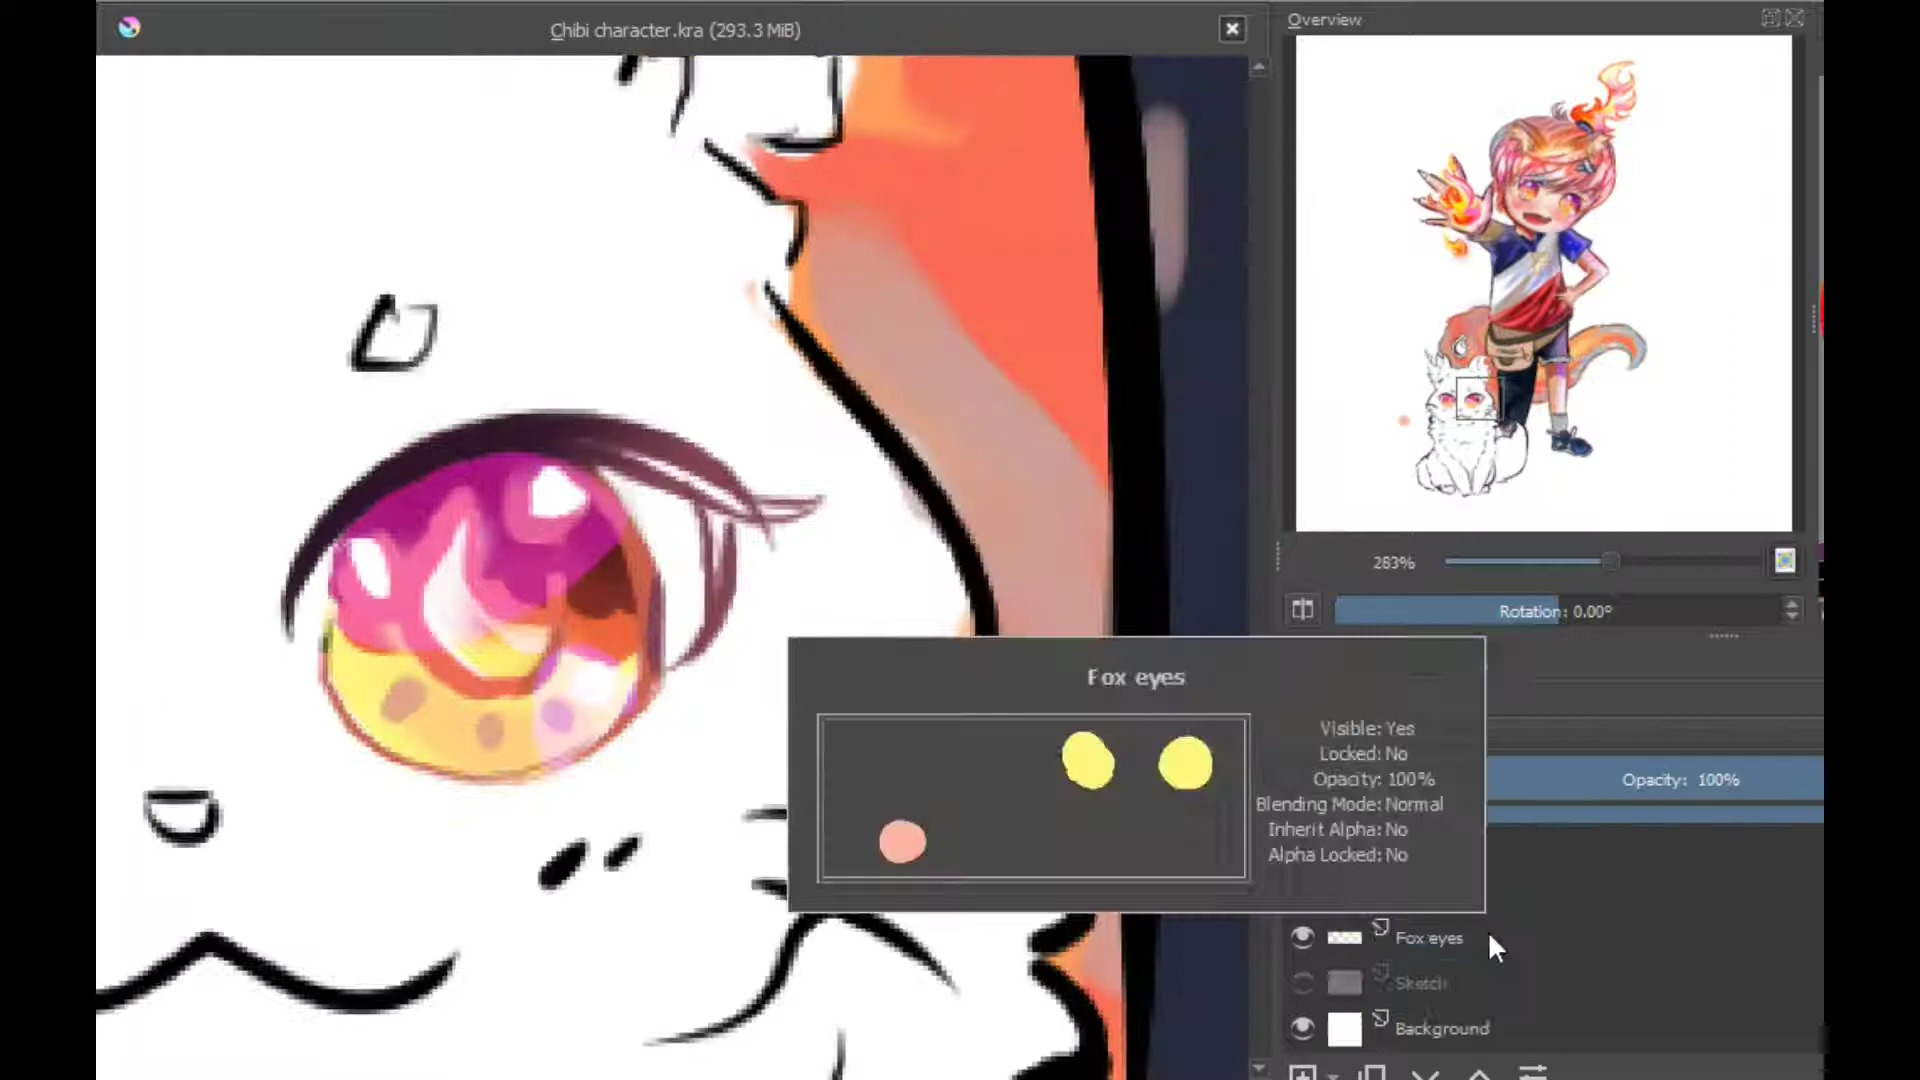 Chibi character.kra (293.3 MiB)
Overview
283%
Rotation: 0.00°
Fox eyes
Visible: Yes
Locked: No
Opacity: 100%
Blending Mode: Normal
Inherit Alpha: No
Alpha Locked: No
Opacity: 100%
Fox eyes
Sketch
Background